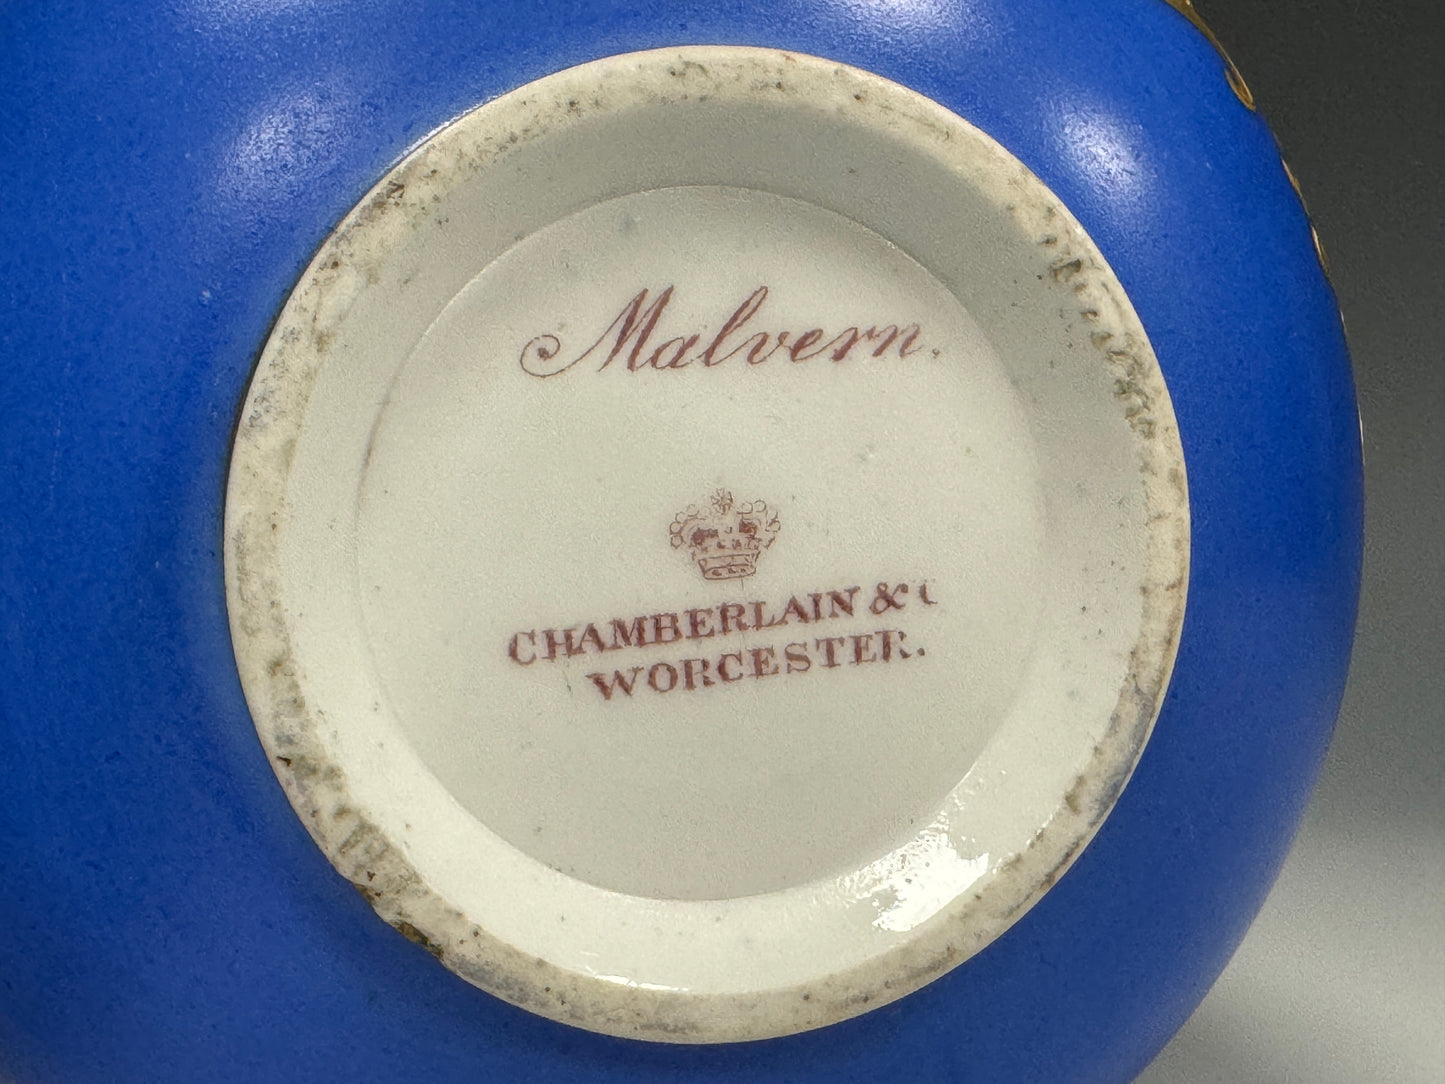 Malvern.
CHAMBERLAIN &
WORCESTER.